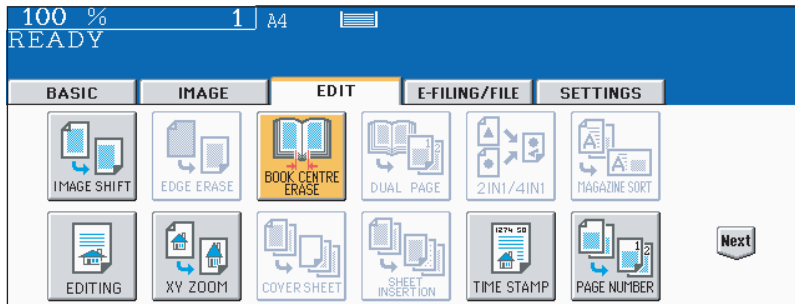 100 % 1 A4
READY
BASIC IMAGE EDIT E-FILING/FILE SETTINGS
IMAGE SHIFT
EDGE ERASE
BOOK CENTRE
ERASE
DUAL PAGE
2IN1/4IN1
MAGAZINE SORT
EDITING
XY ZOOM
COVER SHEET
SHEET
INSERTION
TIME STAMP
PAGE NUMBER
Next